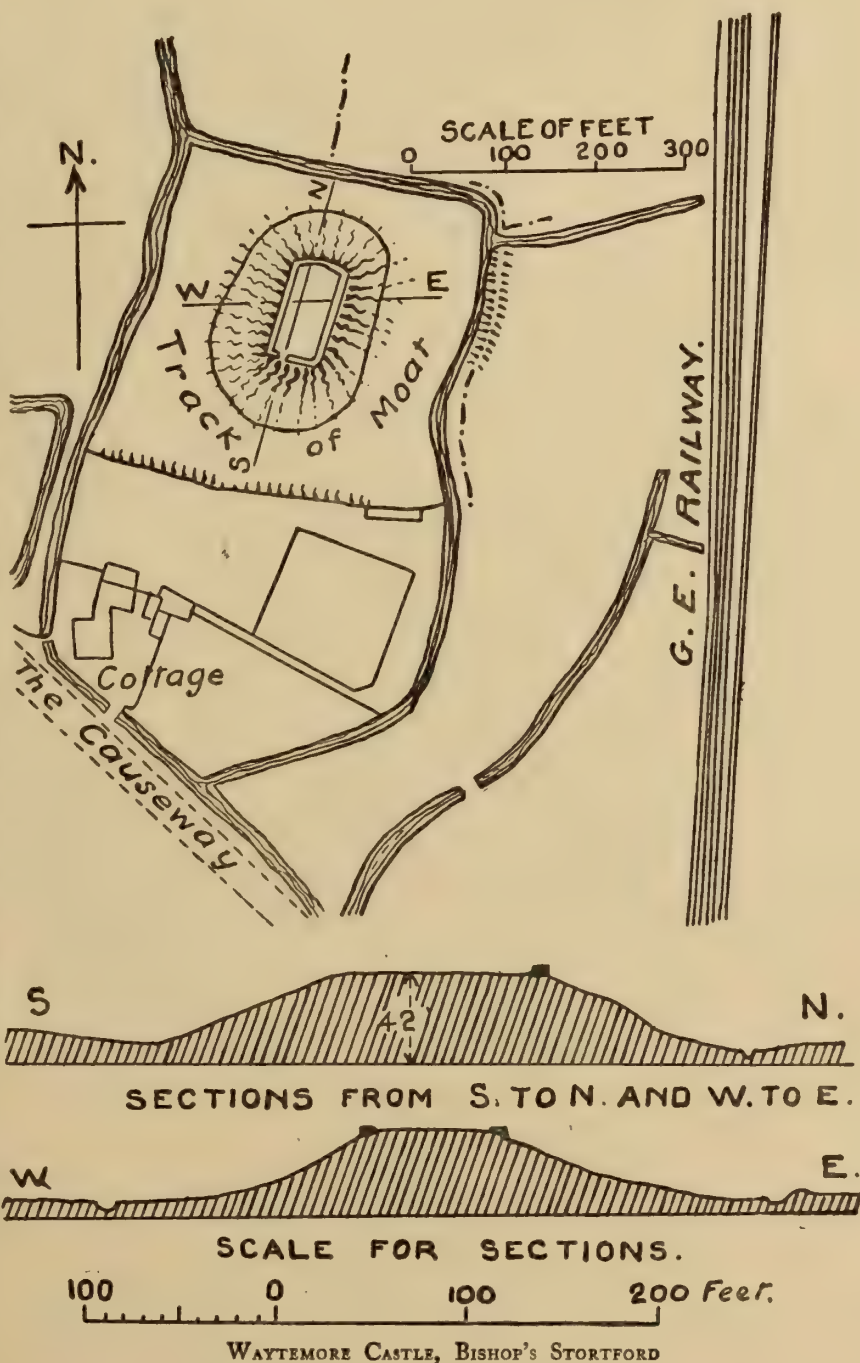 SCALE OF FEET
0 100 200 300
N.
N
W E
Tracks of Moat
S
G. E. RAILWAY.
Cottage
The Causeway
S N.
42
SECTIONS FROM S. TO N. AND W. TO E.
W E.
SCALE FOR SECTIONS.
100 0 100 200 Feet.
WAYTEMORE CASTLE, BISHOP'S STORTFORD